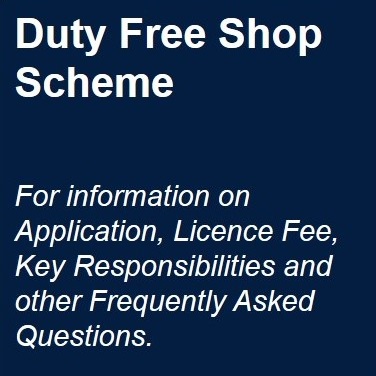 Duty Free Shop
Scheme
For information on
Application, Licence Fee,
Key Responsibilities and
other Frequently Asked
Questions.